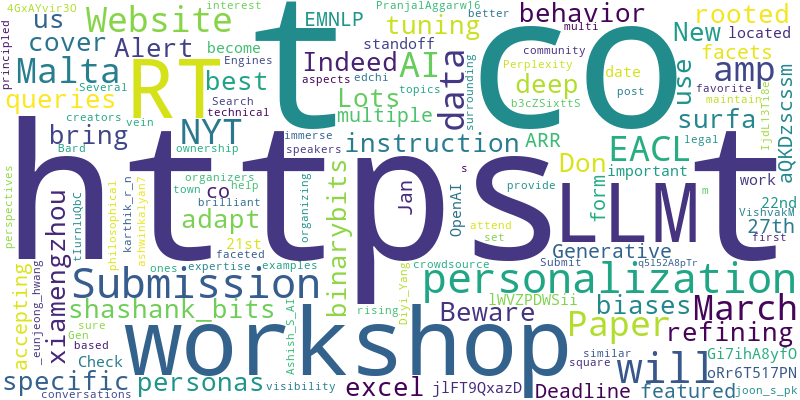 4GxAYvir3O
interest
t
co
EMNLP
PranjalAggarw16
better
behavior
multi
rooted
principled
us
Website
RT
tuning
New
located
cover
Alert
become
Engines
standoff
community
facets
Malta
Several
best
Indeed
AI
data
surrounding
Perplexity
deep
date
amp
favorite
aspects
edchi
topics
b3cZSixttS
post
use
maintain
queries
creators
Search
technical
Lots
multiple
surfa
IjdL13Ti8e
aQKDzscssm
bring
vein
NYT
immerse
speakers
instruction
ARR
EACL
legal
Bard
ownership
Don
important
work
https
LLM
t
perspectives
xiamengzhou
philosophical
tlurnluQbC
karthik_r_n
ashwinkalyan7
organizers
town
help
co
brilliant
organizing
binarybits
Jan
s
OpenAI
provide
form
m
22nd
VishvakM
27th
first
adapt
21st
attend
set
accepting
_eunjeong_hwang
ones
expertise
faceted
examples
crowdsource
Generative
Submit
q5152A8pTr
Submission
Diyi_Yang
personalization
shashank_bits
Ashish_S_AI
rising
Beware
lWVZPDWSii
biases
March
sure
Gen
based
workshop
Paper
refining
Check
similar
square
will
Gi7ihA8yfO
oRr6T517PN
specific
conversations
personas
visibility
excel
jlFT9QxazD
Deadline
featured
joon_s_pk